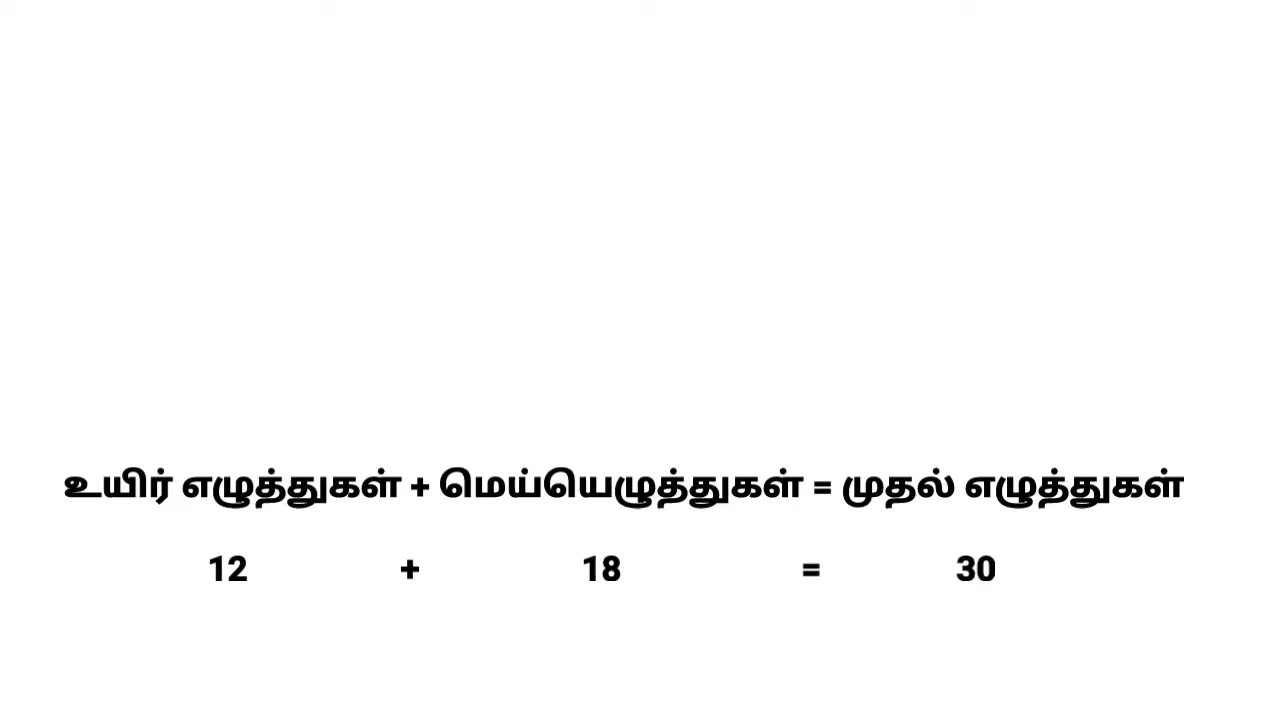 உயிர் எழுத்துகள் + மெய்யெழுத்துகள் = முதல் எழுத்துகள்
12 + 18 = 30